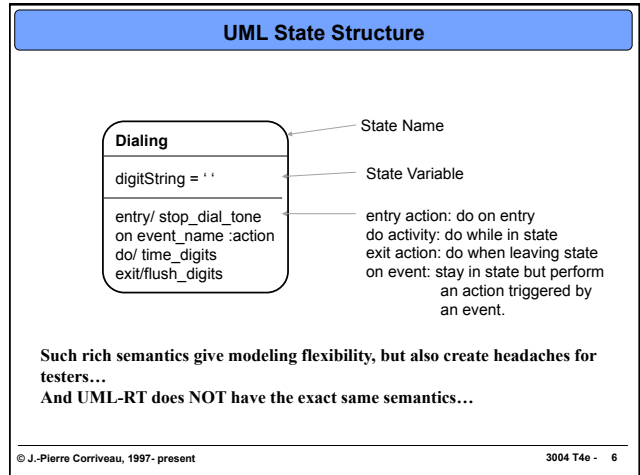 UML State Structure
Dialing
digitString = ‘ ‘
entry/ stop_dial_tone
on event_name :action
do/ time_digits
exit/flush_digits
State Name
State Variable
entry action: do on entry
do activity: do while in state
exit action: do when leaving state
on event: stay in state but perform
an action triggered by
an event.
Such rich semantics give modeling flexibility, but also create headaches for
testers…
And UML-RT does NOT have the exact same semantics…
© J.-Pierre Corriveau, 1997- present
3004 T4e - 6